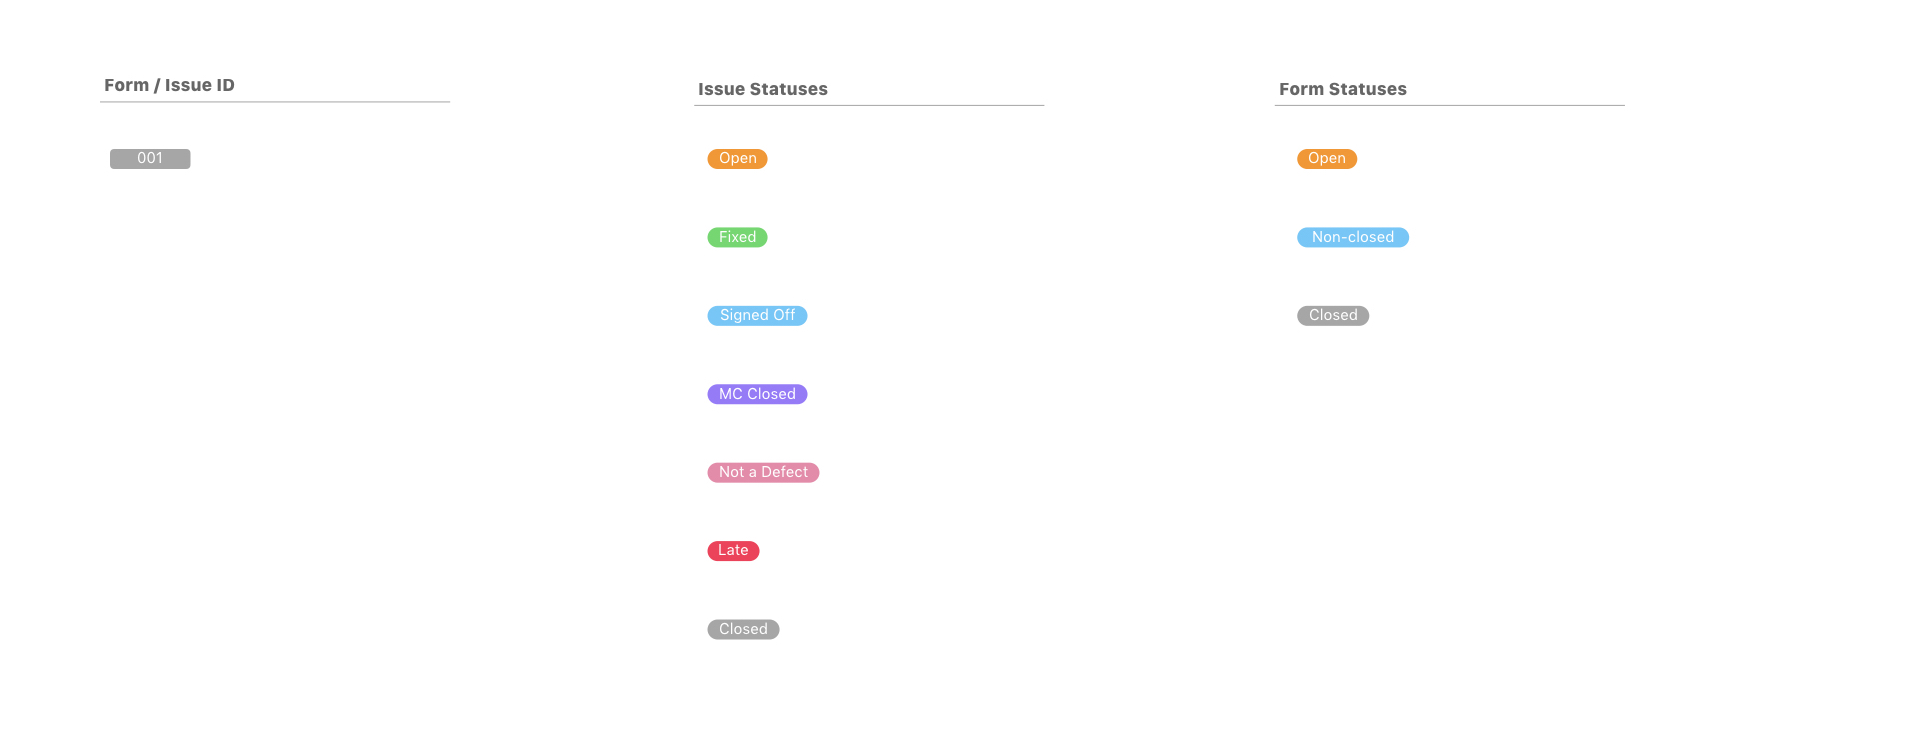 Form / Issue ID
001
Issue Statuses
Open
Fixed
Signed Off
MC Closed
Not a Defect
Late
Closed
Form Statuses
Open
Non-closed
Closed